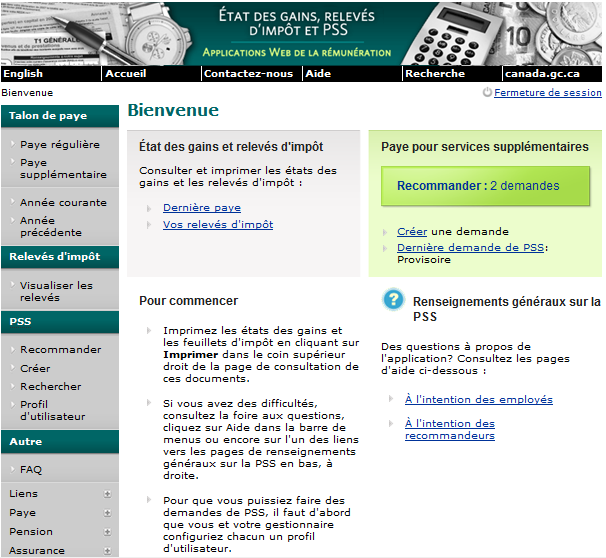 T1 GÉNÉRALE
ÉTAT DES GAINS, RELEVÉS
D'IMPÔT ET PSS
APPLICATIONS WEB DE LA RÉMUNÉRATION
English
Accueil
Contactez-nous
Aide
Recherche
canada.gc.ca
Bienvenue
Fermeture de session
Talon de paye
Paye régulière
Paye
supplémentaire
Année courante
Année
précédente
Relevés d'impôt
Visualiser les
relevés
PSS
Recommander
Créer
Rechercher
Profil
d'utilisateur
Autre
FAQ
Liens
Paye
Pension
Assurance
Bienvenue
État des gains et relevés d'impôt
Consulter et imprimer les états des
gains et les relevés d'impôt :
Dernière paye
Vos relevés d'impôt
Paye pour services supplémentaires
Recommander : 2 demandes
Créer une demande
Dernière demande de PSS:
Provisoire
Pour commencer
Imprimez les états des gains et
les feuillets d'impôt en cliquant sur
Imprimer dans le coin supérieur
droit de la page de consultation de
ces documents.
Si vous avez des difficultés,
consultez la foire aux questions,
cliquez sur Aide dans la barre de
menus ou encore sur l'un des liens
vers les pages de renseignements
généraux sur la PSS en bas, à
droite.
Pour que vous puissiez faire des
demandes de PSS, il faut d'abord
que vous et votre gestionnaire
configuriez chacun un profil
d'utilisateur.
Renseignements généraux sur la
PSS
Des questions à propos de
l'application? Consultez les pages
d'aide ci-dessous :
À l'intention des employés
À l'intention des
recommandeurs